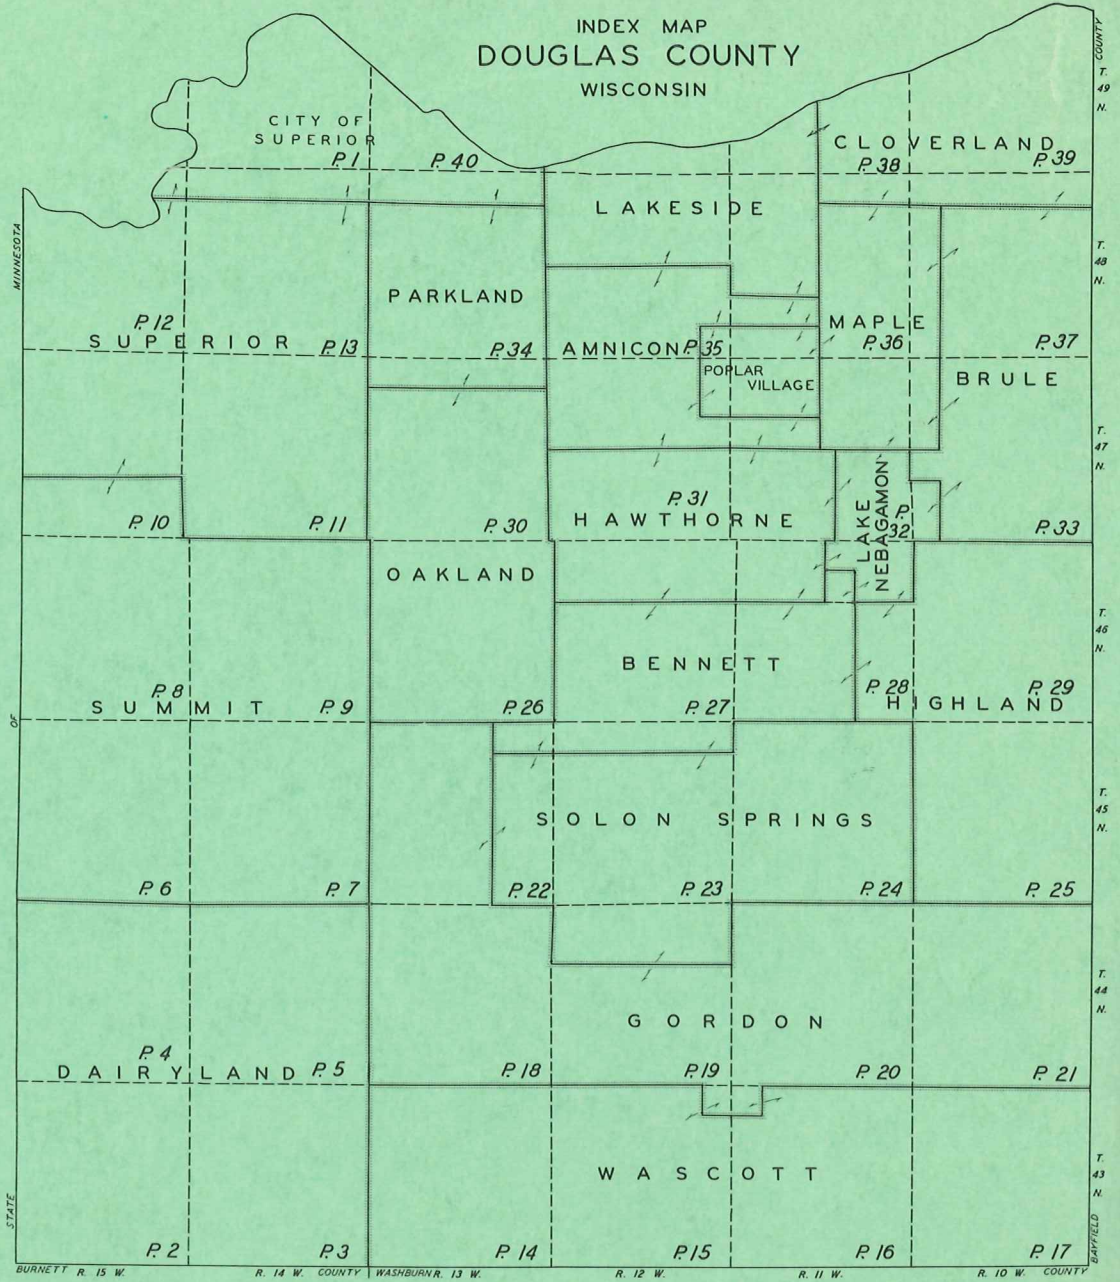 INDEX MAP
DOUGLAS COUNTY
WISCONSIN
COUNTY
T.
49
N.
CITY OF
SUPERIOR
P. 1
P. 40
CLOVERLAND
P. 38
P. 39
LAKESIDE
MINNESOTA
T.
48
N.
PARKLAND
P. 12
SUPERIOR
P. 13
P. 34
AMNICON
P. 35
MAPLE
P. 36
P. 37
POPLAR
VILLAGE
BRULE
T.
47
N.
P. 10
P. 11
P. 30
P. 31
HAWTHORNE
LAKE
NEBAGAMON
P.
32
P. 33
OAKLAND
T.
46
N.
BENNETT
P. 8
SUMMIT
P. 9
P. 26
P. 27
P. 28
HIGHLAND
P. 29
OF
T.
45
N.
SOLON SPRINGS
P. 6
P. 7
P. 22
P. 23
P. 24
P. 25
T.
44
N.
GORDON
P. 4
DAIRYLAND
P. 5
P. 18
P. 19
P. 20
P. 21
T.
43
N.
WASCOTT
STATE
BAYFIELD
P. 2
P. 3
P. 14
P. 15
P. 16
P. 17
BURNETT R. 15 W. R. 14 W. COUNTY WASHBURN R. 13 W. R. 12 W. R. 11 W. R. 10 W. COUNTY